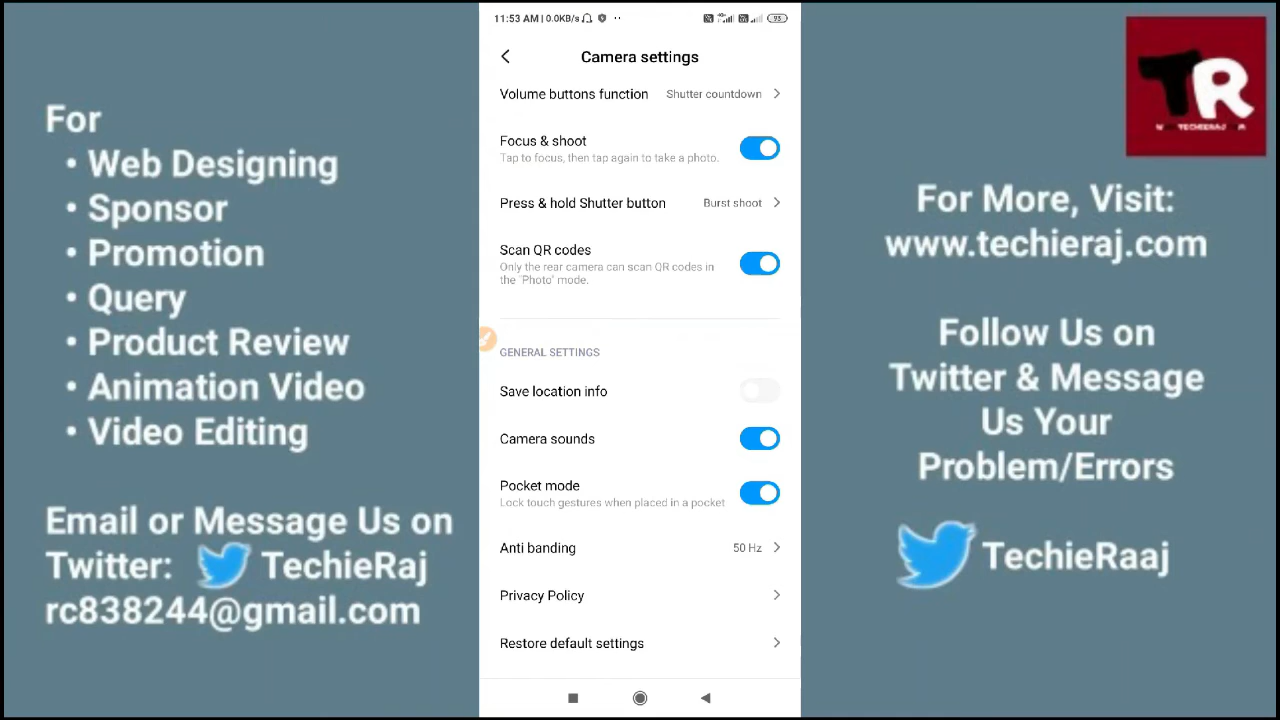 For
• Web Designing
• Sponsor
• Promotion
• Query
• Product Review
• Animation Video
• Video Editing
Email or Message Us on
Twitter: TechieRaj
rc838244@gmail.com
11:53 AM | 0.0KB/s
4G
93
Camera settings
Volume buttons function Shutter countdown
Focus & shoot
Tap to focus, then tap again to take a photo.
Press & hold Shutter button Burst shoot
Scan QR codes
Only the rear camera can scan QR codes in
the 'Photo' mode.
GENERAL SETTINGS
Save location info
Camera sounds
Pocket mode
Lock touch gestures when placed in a pocket
Anti banding 50 Hz
Privacy Policy
Restore default settings
TR
For More, Visit:
www.techieraj.com
Follow Us on
Twitter & Message
Us Your
Problem/Errors
TechieRaaj